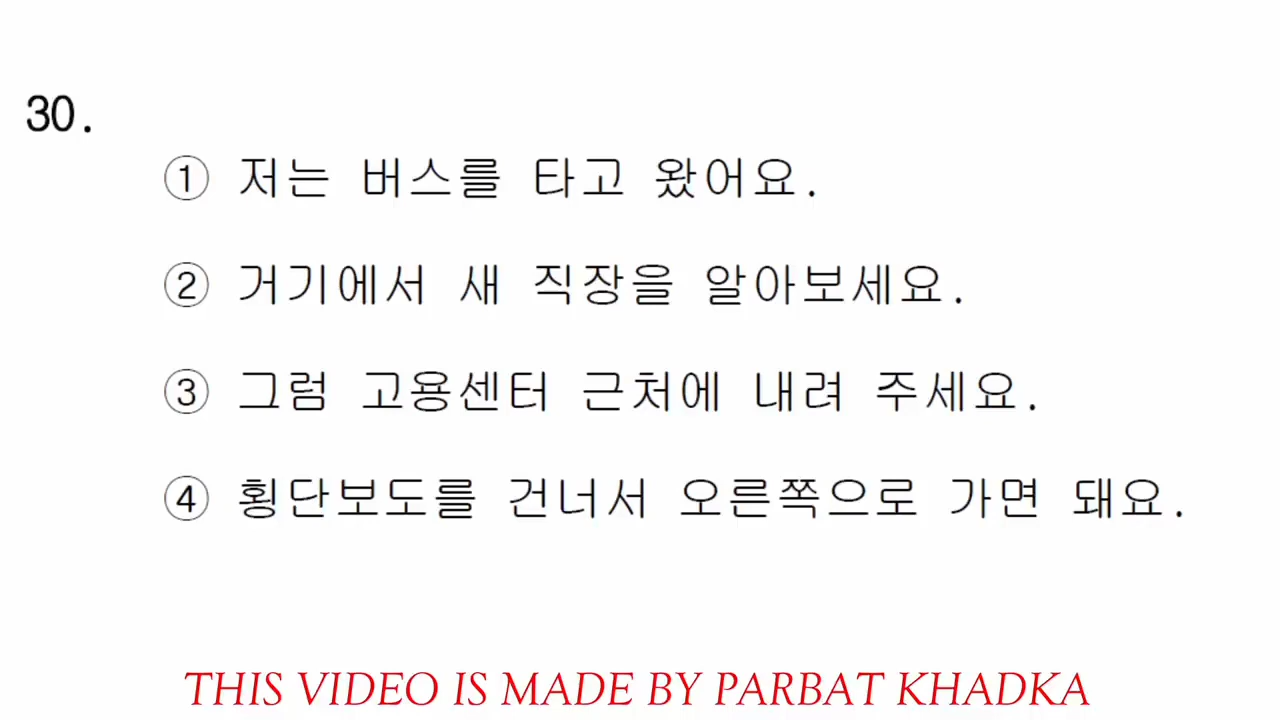 30.
① 저는 버스를 타고 왔어요.
② 거기에서 새 직장을 알아보세요.
③ 그럼 고용센터 근처에 내려 주세요.
④ 횡단보도를 건너서 오른쪽으로 가면 돼요.
THIS VIDEO IS MADE BY PARBAT KHADKA